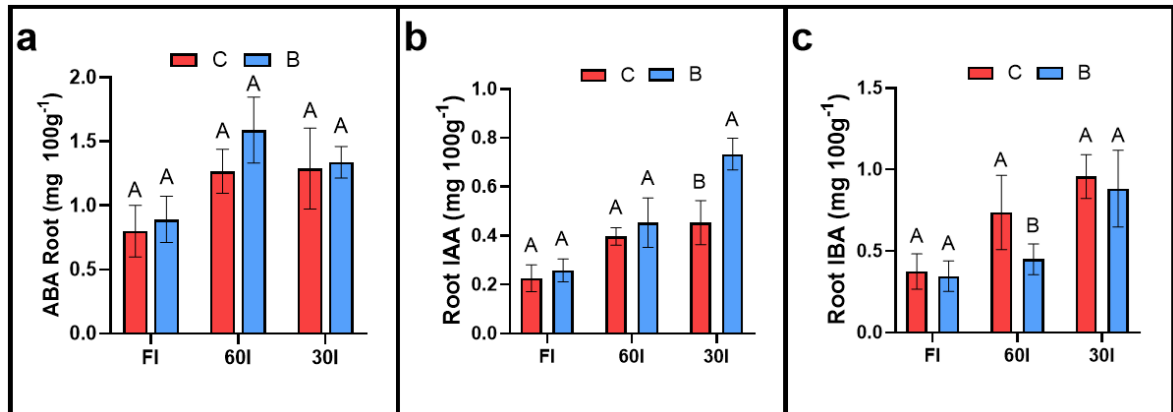 a
C B
ABA Root (mg 100g-1)
2.0
1.5
1.0
0.5
0.0
A A A A A A
FI 60I 30I
b
C B
Root IAA (mg 100g-1)
1.0
0.8
0.6
0.4
0.2
0.0
A A A A B A
FI 60I 30I
c
C B
Root IBA (mg 100g-1)
1.5
1.0
0.5
0.0
A A A B A A
FI 60I 30I